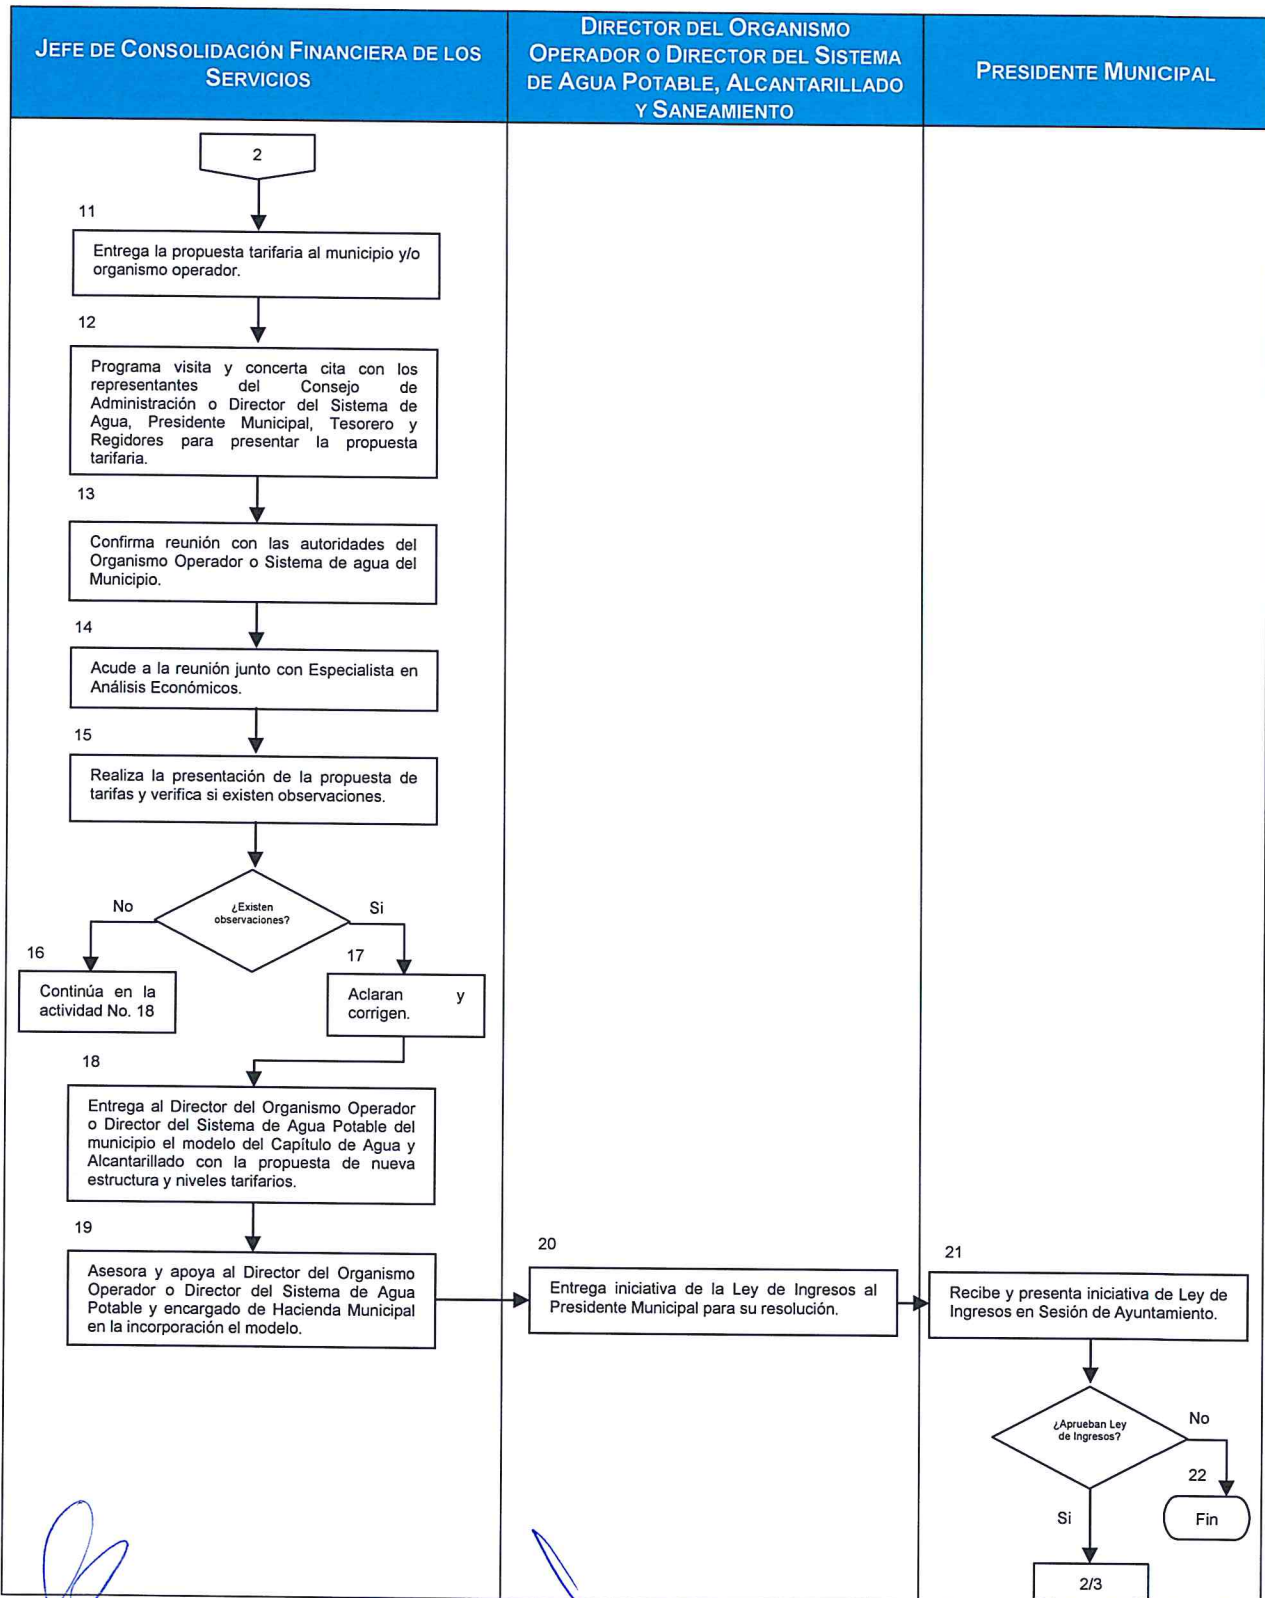 JEFE DE CONSOLIDACIÓN FINANCIERA DE LOS
SERVICIOS
DIRECTOR DEL ORGANISMO
OPERADOR O DIRECTOR DEL SISTEMA
DE AGUA POTABLE, ALCANTARILLADO
Y SANEAMIENTO
PRESIDENTE MUNICIPAL
2
11
Entrega la propuesta tarifaria al municipio y/o
organismo operador.
12
Programa visita y concerta cita con los
representantes del Consejo de
Administración o Director del Sistema de
Agua, Presidente Municipal, Tesorero y
Regidores para presentar la propuesta
tarifaria.
13
Confirma reunión con las autoridades del
Organismo Operador o Sistema de agua del
Municipio.
14
Acude a la reunión junto con Especialista en
Análisis Económicos.
15
Realiza la presentación de la propuesta de
tarifas y verifica si existen observaciones.
¿Existen
observaciones?
No
Si
16
Continúa en la
actividad No. 18
17
Aclaran y
corrigen.
18
Entrega al Director del Organismo Operador
o Director del Sistema de Agua Potable del
municipio el modelo del Capítulo de Agua y
Alcantarillado con la propuesta de nueva
estructura y niveles tarifarios.
19
Asesora y apoya al Director del Organismo
Operador o Director del Sistema de Agua
Potable y encargado de Hacienda Municipal
en la incorporación el modelo.
20
Entrega iniciativa de la Ley de Ingresos al
Presidente Municipal para su resolución.
21
Recibe y presenta iniciativa de Ley de
Ingresos en Sesión de Ayuntamiento.
¿Aprueban Ley
de Ingresos?
No
22
Fin
Si
2/3